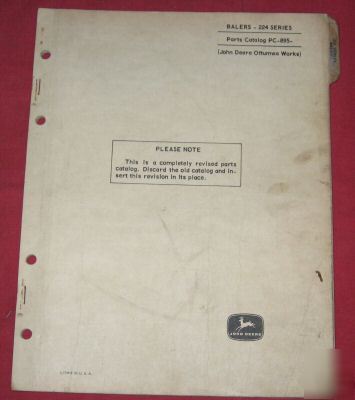 BALERS - 224 SERIES
Parts Catalog PC-895-
(John Deere Ottumwa Works)
PLEASE NOTE
This is a completely revised parts
catalog. Discard the old catalog and in-
sert this revision in its place.
JOHN DEERE
U.S.A.